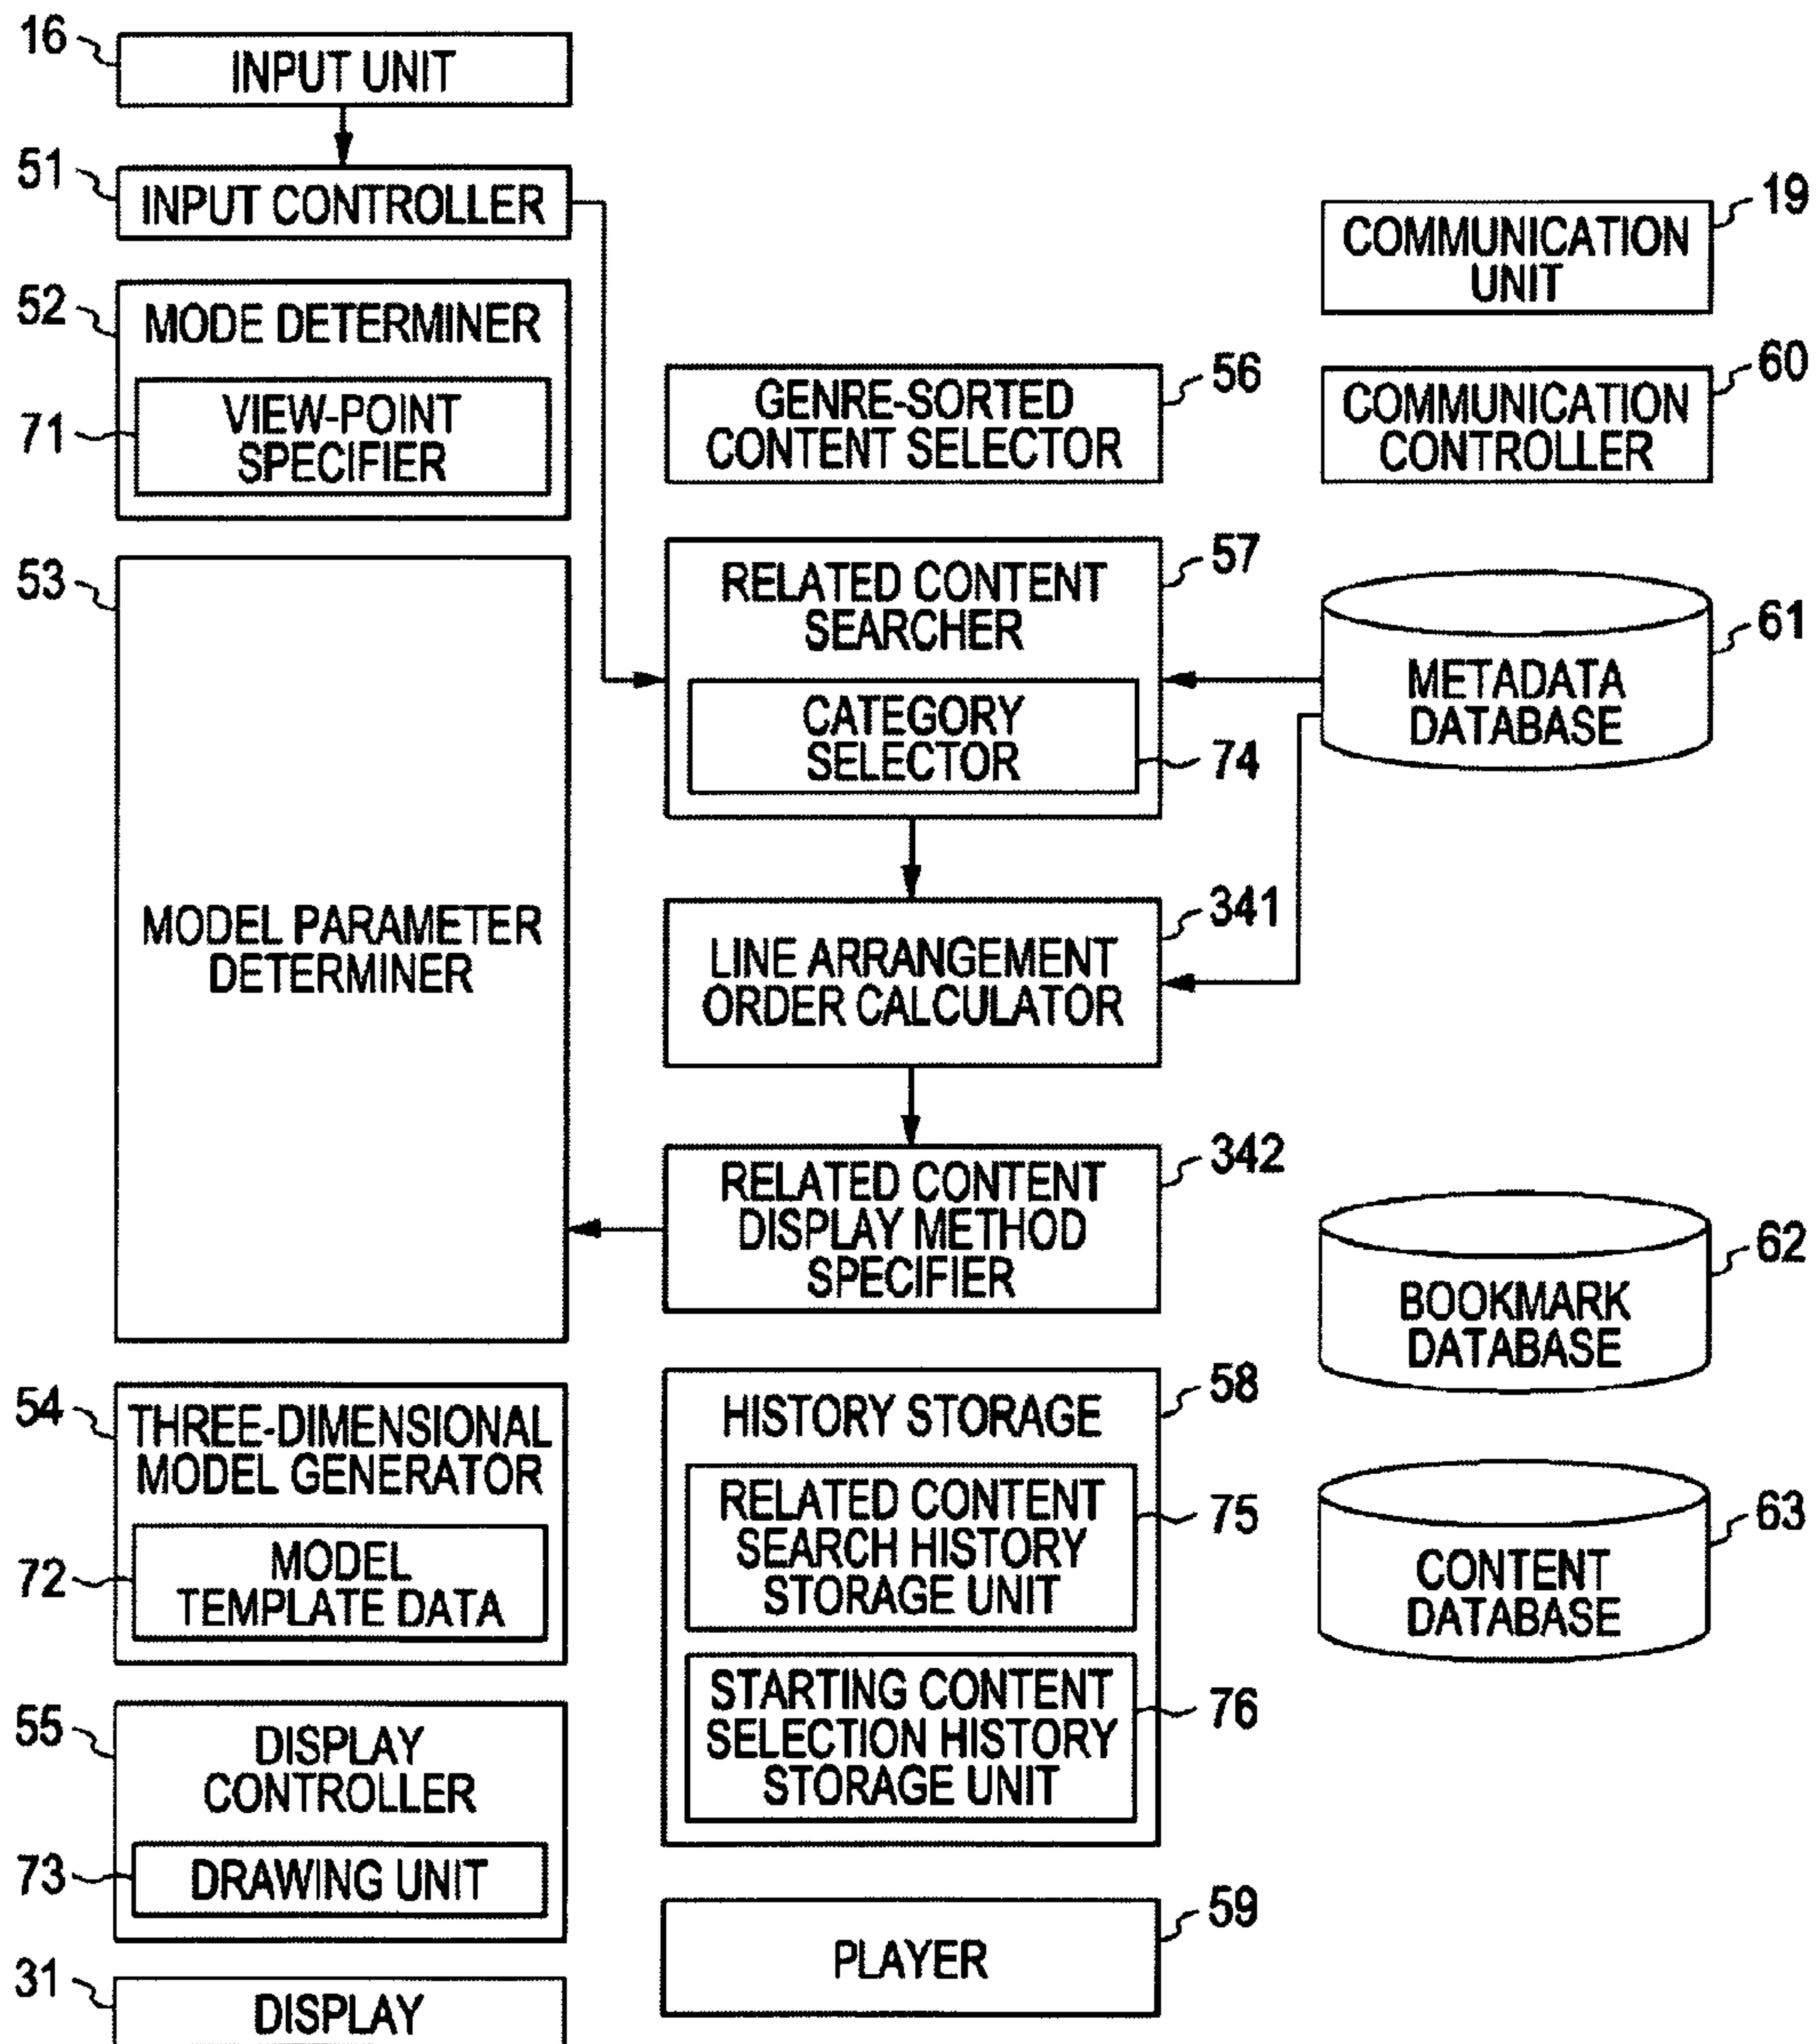 16
INPUT UNIT
51
INPUT CONTROLLER
52
MODE DETERMINER
71
VIEW-POINT
SPECIFIER
53
MODEL PARAMETER
DETERMINER
54
THREE-DIMENSIONAL
MODEL GENERATOR
72
MODEL
TEMPLATE DATA
55
DISPLAY
CONTROLLER
73
DRAWING UNIT
31
DISPLAY
56
GENRE-SORTED
CONTENT SELECTOR
57
RELATED CONTENT
SEARCHER
CATEGORY
SELECTOR
74
341
LINE ARRANGEMENT
ORDER CALCULATOR
342
RELATED CONTENT
DISPLAY METHOD
SPECIFIER
58
HISTORY STORAGE
RELATED CONTENT
SEARCH HISTORY
STORAGE UNIT
75
STARTING CONTENT
SELECTION HISTORY
STORAGE UNIT
76
59
PLAYER
19
COMMUNICATION
UNIT
60
COMMUNICATION
CONTROLLER
61
METADATA
DATABASE
62
BOOKMARK
DATABASE
63
CONTENT
DATABASE